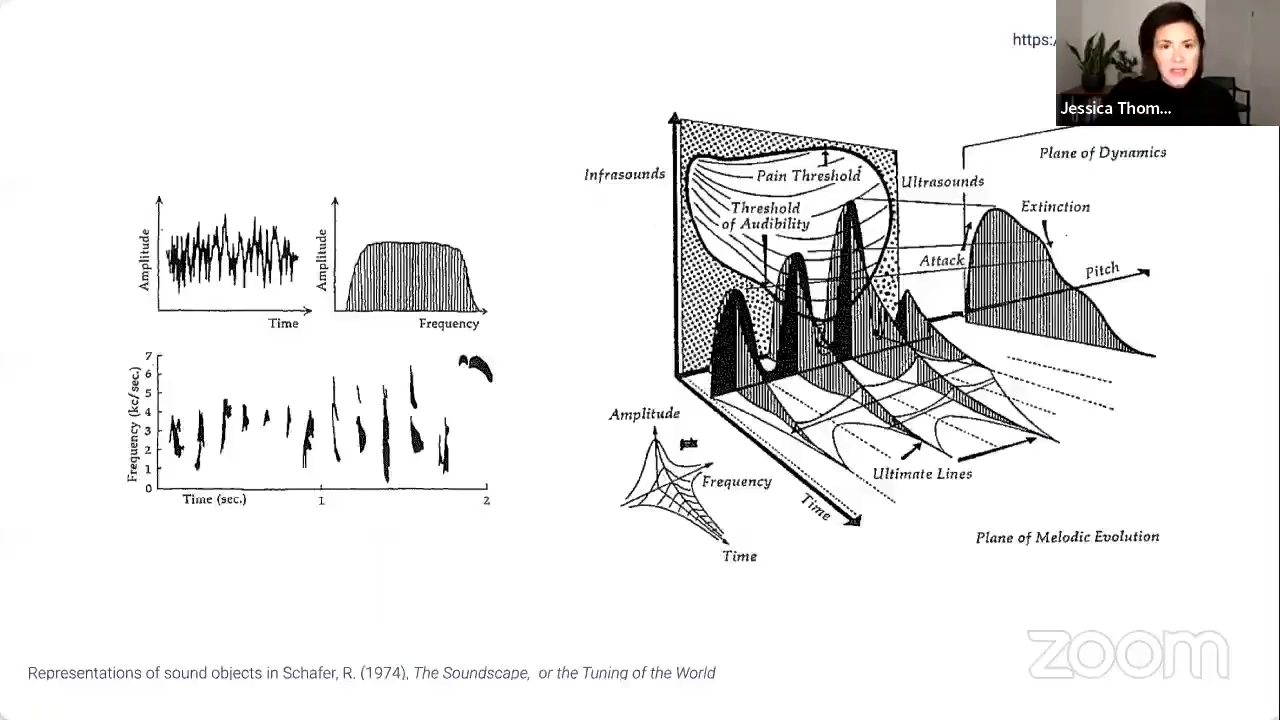 https:/
Jessica Thom...
Plane of Dynamics
Infrasounds
Pain Threshold
Ultrasounds
Threshold
of Audibility
Extinction
Attack
Pitch
Amplitude
Time
Amplitude
Frequency
Frequency (kc/sec.)
7
6
5
4
3
2
1
0
Time (sec.)
1
2
Amplitude
Frequency
Time
Ultimate Lines
Time
Plane of Melodic Evolution
zoom
Representations of sound objects in Schafer, R. (1974), The Soundscape, or the Tuning of the World